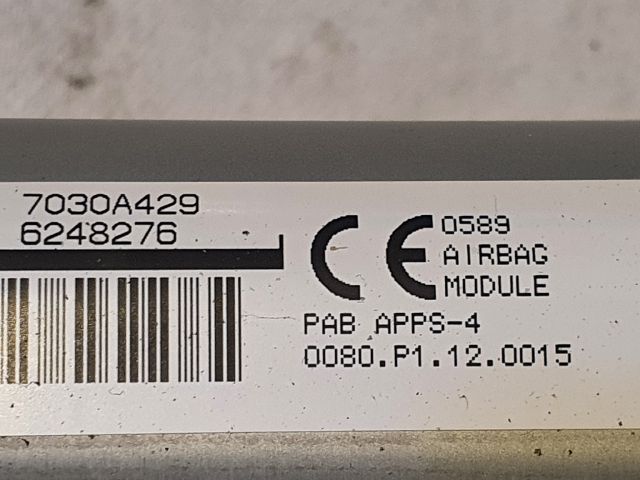 7030A429
6248276
CE 0589
AIRBAG
MODULE
PAB APPS-4
0080.P1.12.0015